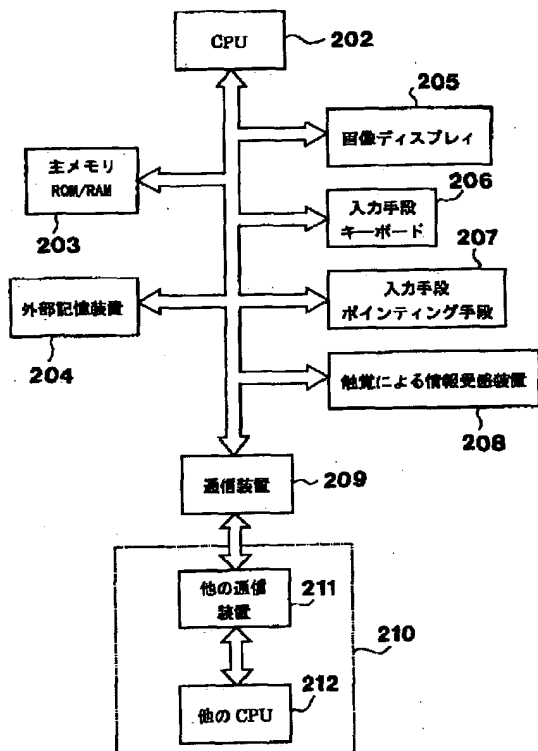 CPU
202
205
画像ディスプレイ
主メモリ
ROM/RAM
203
206
入力手段
キーボード
207
外部記憶装置
204
入力手段
ポインティング手段
触覚による情報受感装置
208
通信装置
209
他の通信
装置
211
210
212
他のCPU